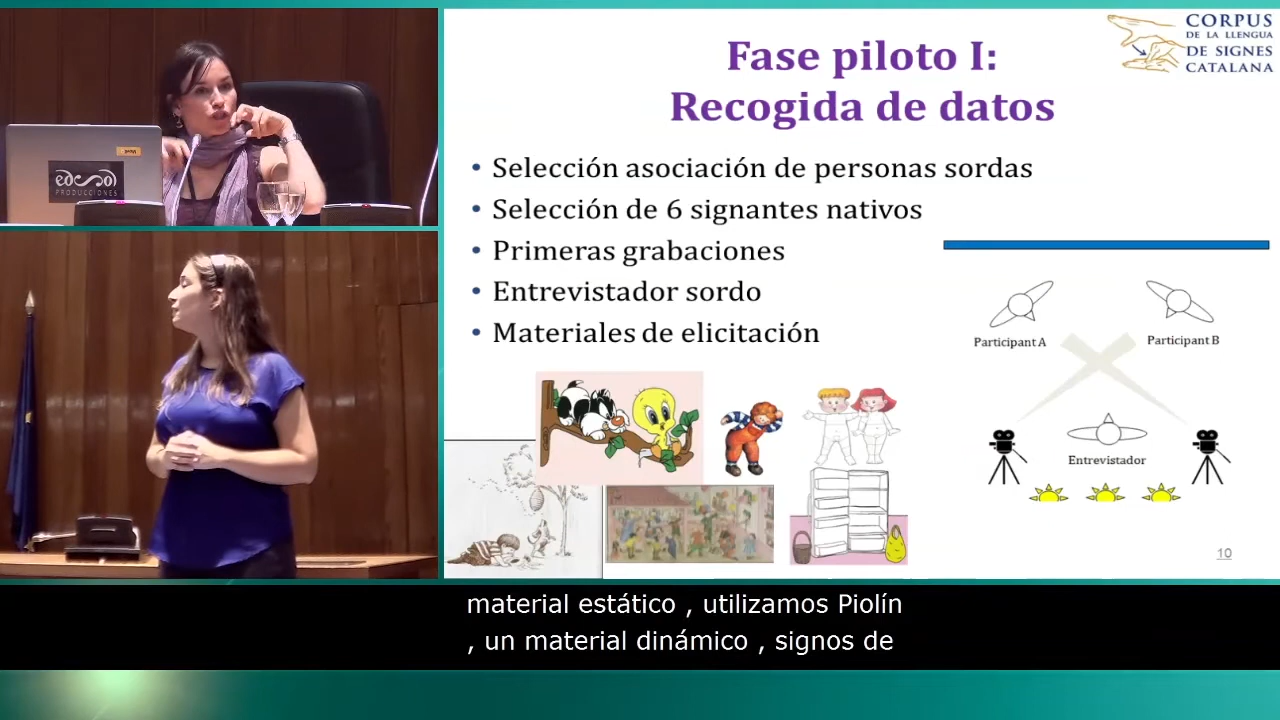 CORPUS
DE LA LLENGUA
DE SIGNES
CATALANA
Fase piloto I:
Recogida de datos
• Selección asociación de personas sordas
• Selección de 6 signantes nativos
• Primeras grabaciones
• Entrevistador sordo
• Materiales de elicitación
Participant A
Participant B
Entrevistador
10
PRODUCCIONES
material estático , utilizamos Piolín
, un material dinámico , signos de